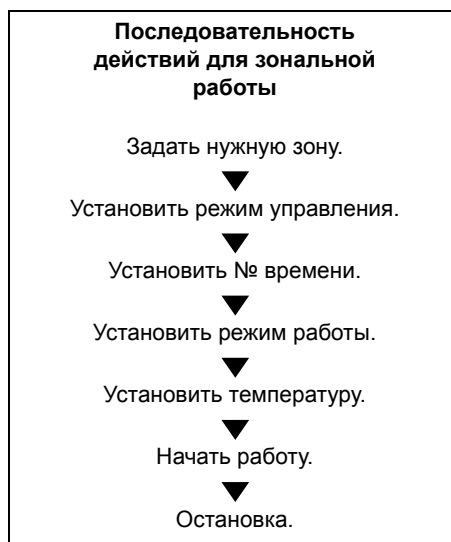 Последовательность
действий для зональной
работы
Задать нужную зону.
Установить режим управления.
Установить № времени.
Установить режим работы.
Установить температуру.
Начать работу.
Остановка.